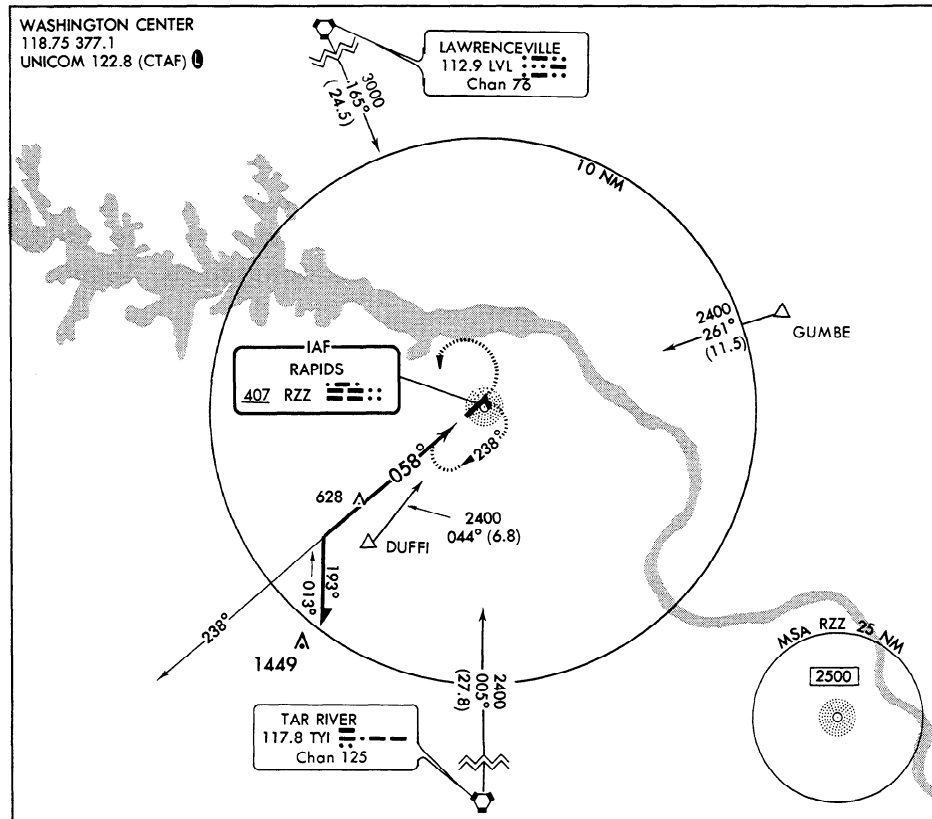 WASHINGTON CENTER
118.75 377.1
UNICOM 122.8 (CTAF) L
LAWRENCEVILLE
112.9 LVL
Chan 76
3000
165°
(24.5)
10 NM
2400
261°
(11.5)
GUMBE
IAF
RAPIDS
407 RZZ
058°
238°
628
2400
044° (6.8)
DUFFI
193°
013°
238°
1449
2400
005°
(27.8)
MSA RZZ 25 NM
2500
TAR RIVER
117.8 TYI
Chan 125